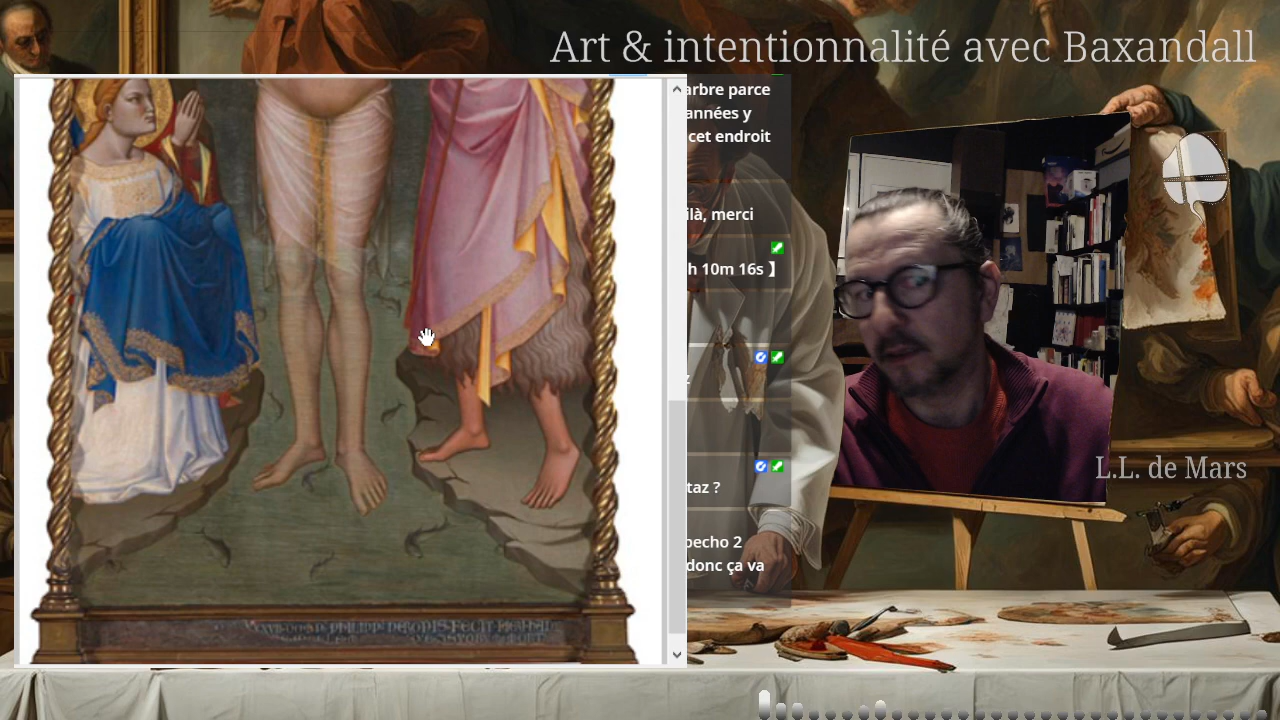 Art & intentionnalité avec Baxandall
arbre parce
années y
cet endroit
ilà, merci
h 10m 16s 】
z
taz ?
pecho 2
donc ça va
L.L. de Mars